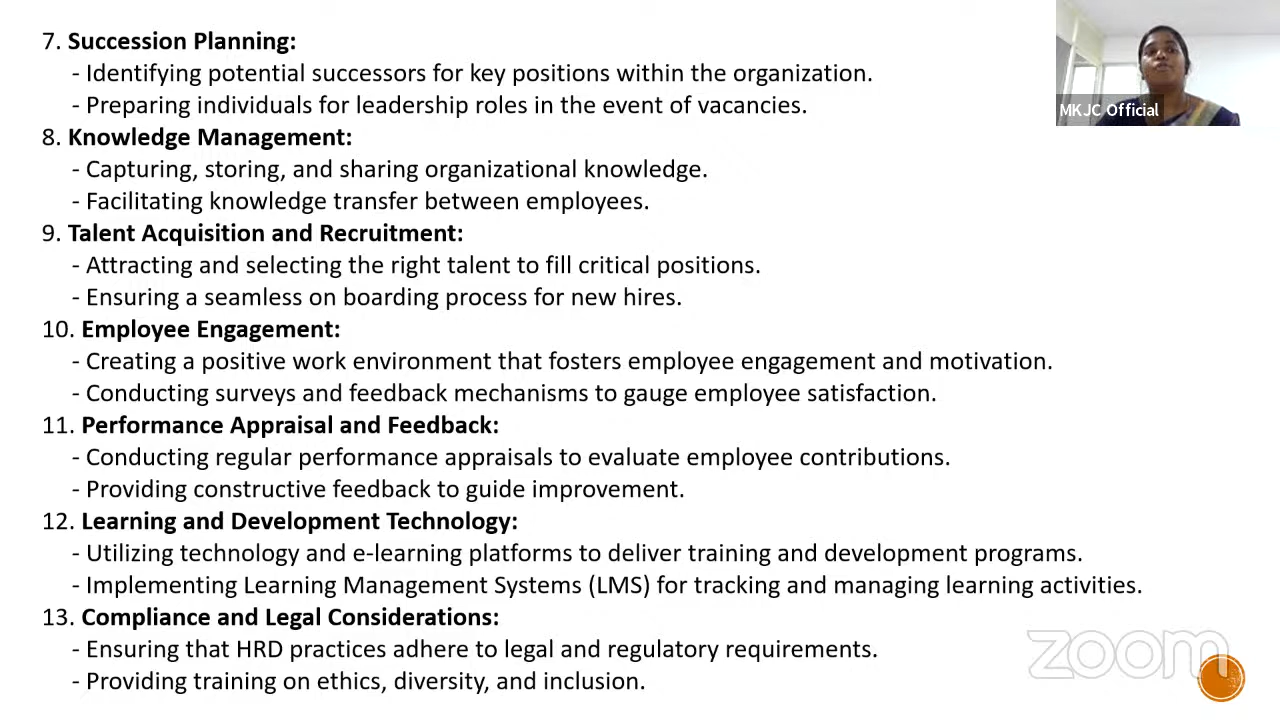 7. Succession Planning:
- Identifying potential successors for key positions within the organization.
- Preparing individuals for leadership roles in the event of vacancies.
8. Knowledge Management:
- Capturing, storing, and sharing organizational knowledge.
- Facilitating knowledge transfer between employees.
9. Talent Acquisition and Recruitment:
- Attracting and selecting the right talent to fill critical positions.
- Ensuring a seamless on boarding process for new hires.
10. Employee Engagement:
- Creating a positive work environment that fosters employee engagement and motivation.
- Conducting surveys and feedback mechanisms to gauge employee satisfaction.
11. Performance Appraisal and Feedback:
- Conducting regular performance appraisals to evaluate employee contributions.
- Providing constructive feedback to guide improvement.
12. Learning and Development Technology:
- Utilizing technology and e-learning platforms to deliver training and development programs.
- Implementing Learning Management Systems (LMS) for tracking and managing learning activities.
13. Compliance and Legal Considerations:
- Ensuring that HRD practices adhere to legal and regulatory requirements.
- Providing training on ethics, diversity, and inclusion.
MKJC Official
zoom